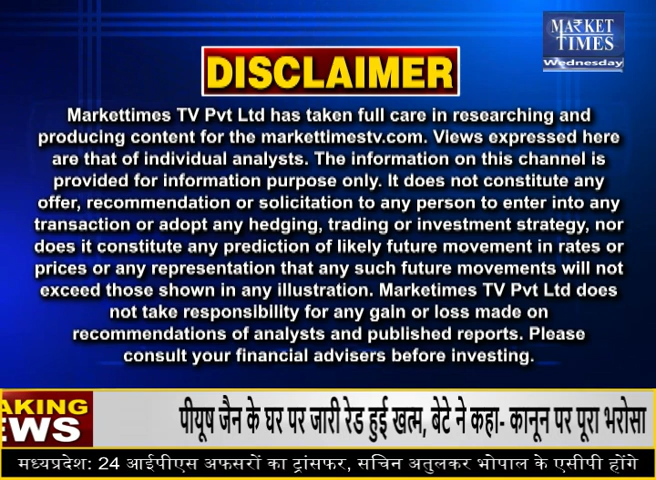 MARKET
TIMES
Wednesday
DISCLAIMER
Markettimes TV Pvt Ltd has taken full care in researching and
producing content for the markettimestv.com. Views expressed here
are that of individual analysts. The information on this channel is
provided for information purpose only. It does not constitute any
offer, recommendation or solicitation to any person to enter into any
transaction or adopt any hedging, trading or investment strategy, nor
does it constitute any prediction of likely future movement in rates or
prices or any representation that any such future movements will not
exceed those shown in any illustration. Marketimes TV Pvt Ltd does
not take responsibility for any gain or loss made on
recommendations of analysts and published reports. Please
consult your financial advisers before investing.
AKING
EWS
पीयूष जैन के घर पर जारी रेड हुई खत्म, बेटे ने कहा- कानून पर पूरा भरोसा
मध्यप्रदेश: 24 आईपीएस अफसरों का ट्रांसफर, सचिन अतुलकर भोपाल के एसीपी होंगे